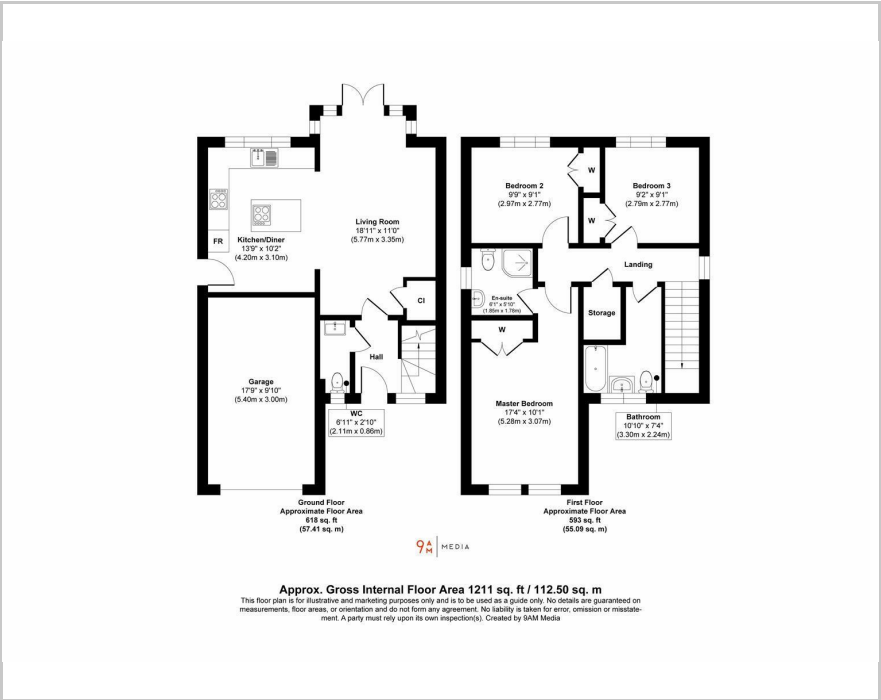 Kitchen/Diner
13'9" x 10'2"
(4.20m x 3.10m)
FR
Living Room
18'11" x 11'0
(5.77m x 3.35m)
Cl
Hall
Garage
17'9" x 9'10"
(5.40m x 3.00m)
WC
6'11" x 2'10"
(2.11m x 0.86m)
Ground Floor
Approximate Floor Area
618 sq. ft
(57.41 sq. m)
Bedroom 2
9'9" x 9'1"
(2.97m x 2.77m)
W
Bedroom 3
9'2" x 9'1"
(2.79m x 2.77m)
W
Landing
En-suite
6'1" x 5'10"
(1.85m x 1.78m)
W
Storage
Master Bedroom
17'4" x 10'1"
(5.28m x 3.07m)
Bathroom
10'10" x 7'4"
(3.30m x 2.24m)
First Floor
Approximate Floor Area
593 sq. ft
(55.09 sq. m)
9AM MEDIA
Approx. Gross Internal Floor Area 1211 sq. ft / 112.50 sq. m
This floor plan is for illustrative and marketing purposes only and is to be used as a guide only. No details are guaranteed on
measurements, floor areas, or orientation and do not form any agreement. No liability is taken for error, omission or misstate-
ment. A party must rely upon its own inspection(s). Created by 9AM Media